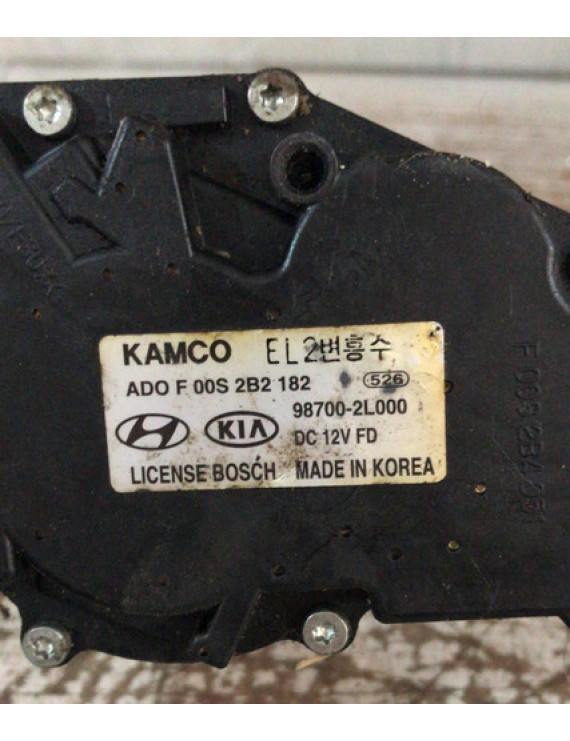 KAMCO EL2변흥수
ADO F 00S 2B2 182 526
KIA 98700-2L000
DC 12V FD
LICENSE BOSCH MADE IN KOREA